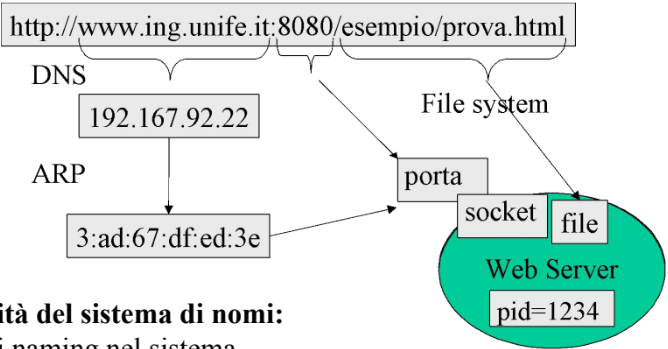 http://www.ing.unife.it:8080/esempio/prova.html
DNS
File system
192.167.92.22
ARP
porta
socket
file
3:ad:67:df:ed:3e
Web Server
pid=1234
ità del sistema di nomi:
i naming nel sistema